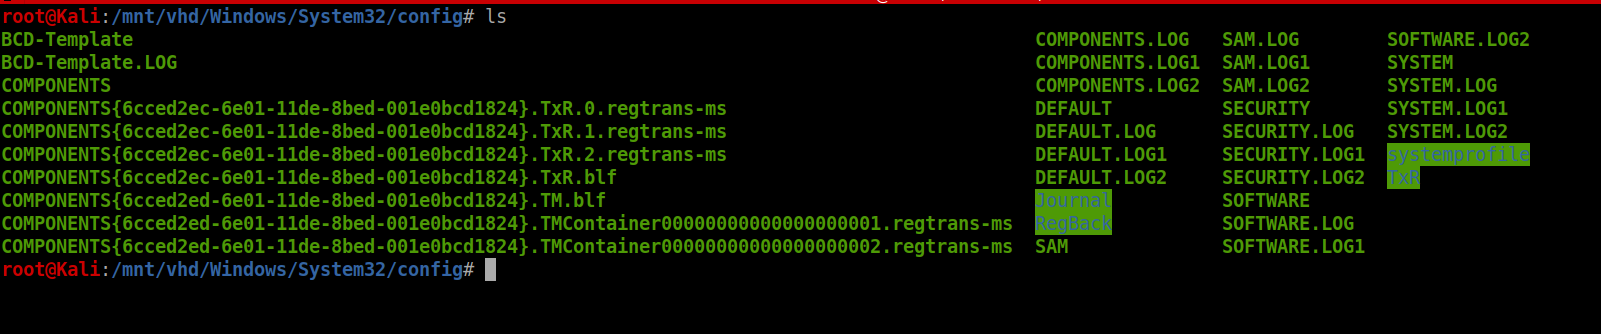 root@Kali:/mnt/vhd/Windows/System32/config# ls
BCD-Template COMPONENTS.LOG SAM.LOG SOFTWARE.LOG2
BCD-Template.LOG COMPONENTS.LOG1 SAM.LOG1 SYSTEM
COMPONENTS COMPONENTS.LOG2 SAM.LOG2 SYSTEM.LOG
COMPONENTS{6cced2ec-6e01-11de-8bed-001e0bcd1824}.TxR.0.regtrans-ms DEFAULT SECURITY SYSTEM.LOG1
COMPONENTS{6cced2ec-6e01-11de-8bed-001e0bcd1824}.TxR.1.regtrans-ms DEFAULT.LOG SECURITY.LOG SYSTEM.LOG2
COMPONENTS{6cced2ec-6e01-11de-8bed-001e0bcd1824}.TxR.2.regtrans-ms DEFAULT.LOG1 SECURITY.LOG1 systemprofile
COMPONENTS{6cced2ec-6e01-11de-8bed-001e0bcd1824}.TxR.blf DEFAULT.LOG2 SECURITY.LOG2 TxR
COMPONENTS{6cced2ec-6e01-11de-8bed-001e0bcd1824}.TM.blf Journal SOFTWARE
COMPONENTS{6cced2ec-6e01-11de-8bed-001e0bcd1824}.TMContainer00000000000000000001.regtrans-ms RegBack SOFTWARE.LOG
COMPONENTS{6cced2ec-6e01-11de-8bed-001e0bcd1824}.TMContainer00000000000000000002.regtrans-ms SAM SOFTWARE.LOG1
root@Kali:/mnt/vhd/Windows/System32/config#